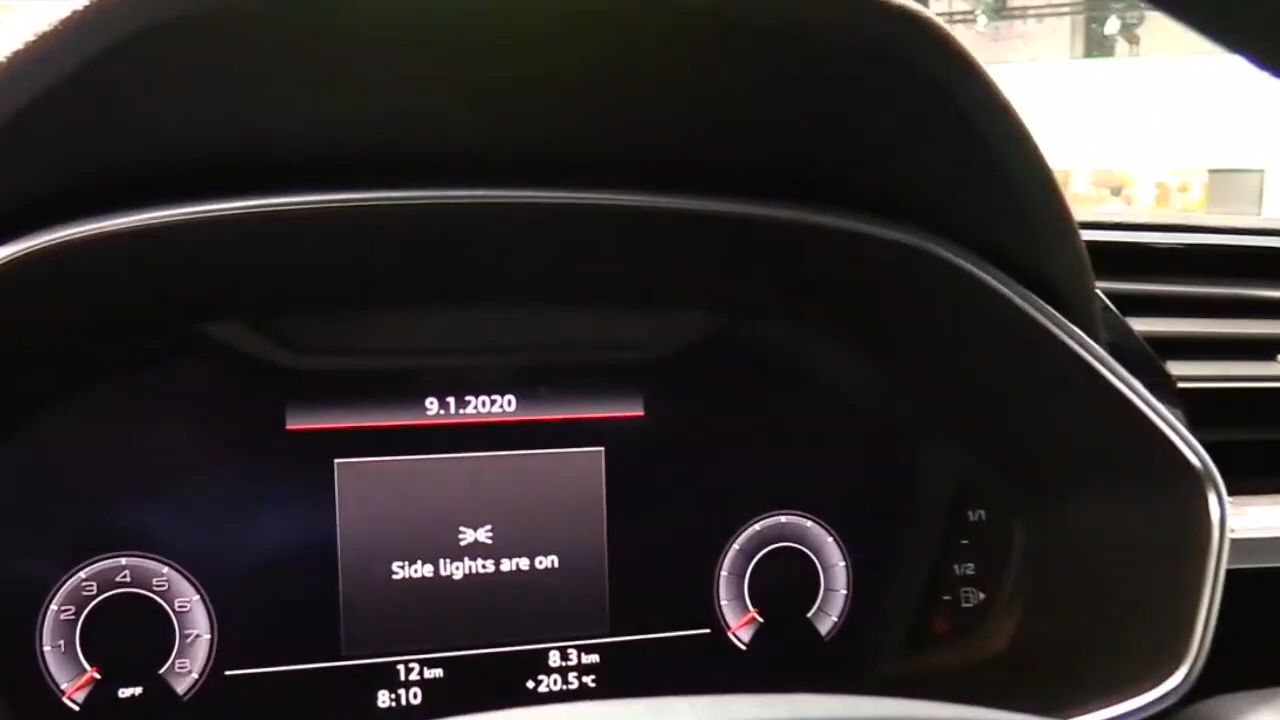 9.1.2020
Side lights are on
1 2 3 4 5 6 7 8
OFF
12 km
8.3 km
8:10
+20.5 °C
1/1
1/2